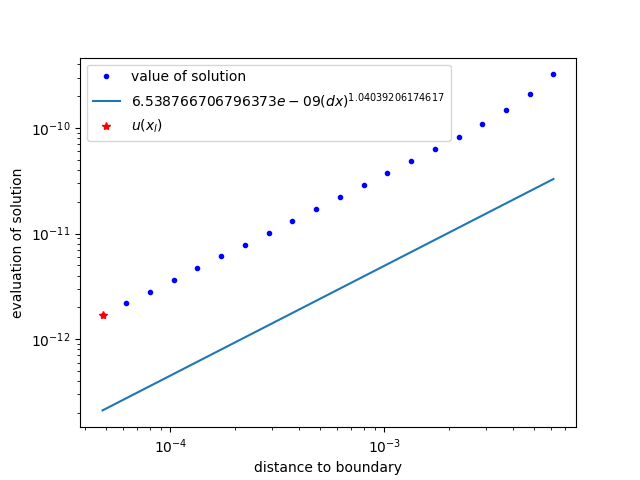 value of solution
6.538766706796373e − 09(dx)^1.04039206174617
u(x_l)
10^−10
10^−11
10^−12
evaluation of solution
10^−4
10^−3
distance to boundary